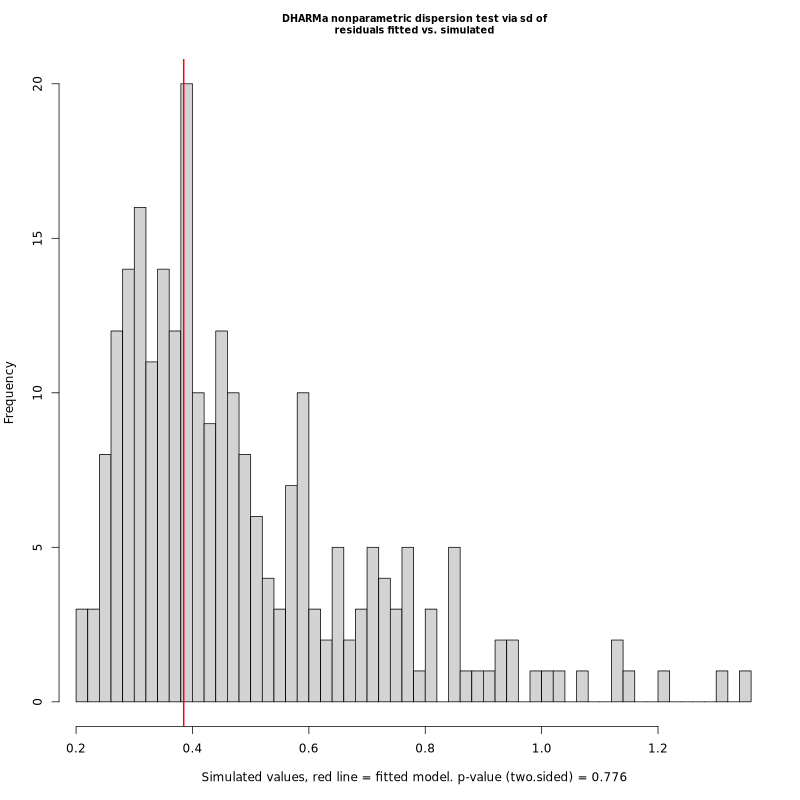 DHARMa nonparametric dispersion test via sd of
residuals fitted vs. simulated
20
15
10
5
0
Frequency
0.2 0.4 0.6 0.8 1.0 1.2
Simulated values, red line = fitted model. p-value (two.sided) = 0.776